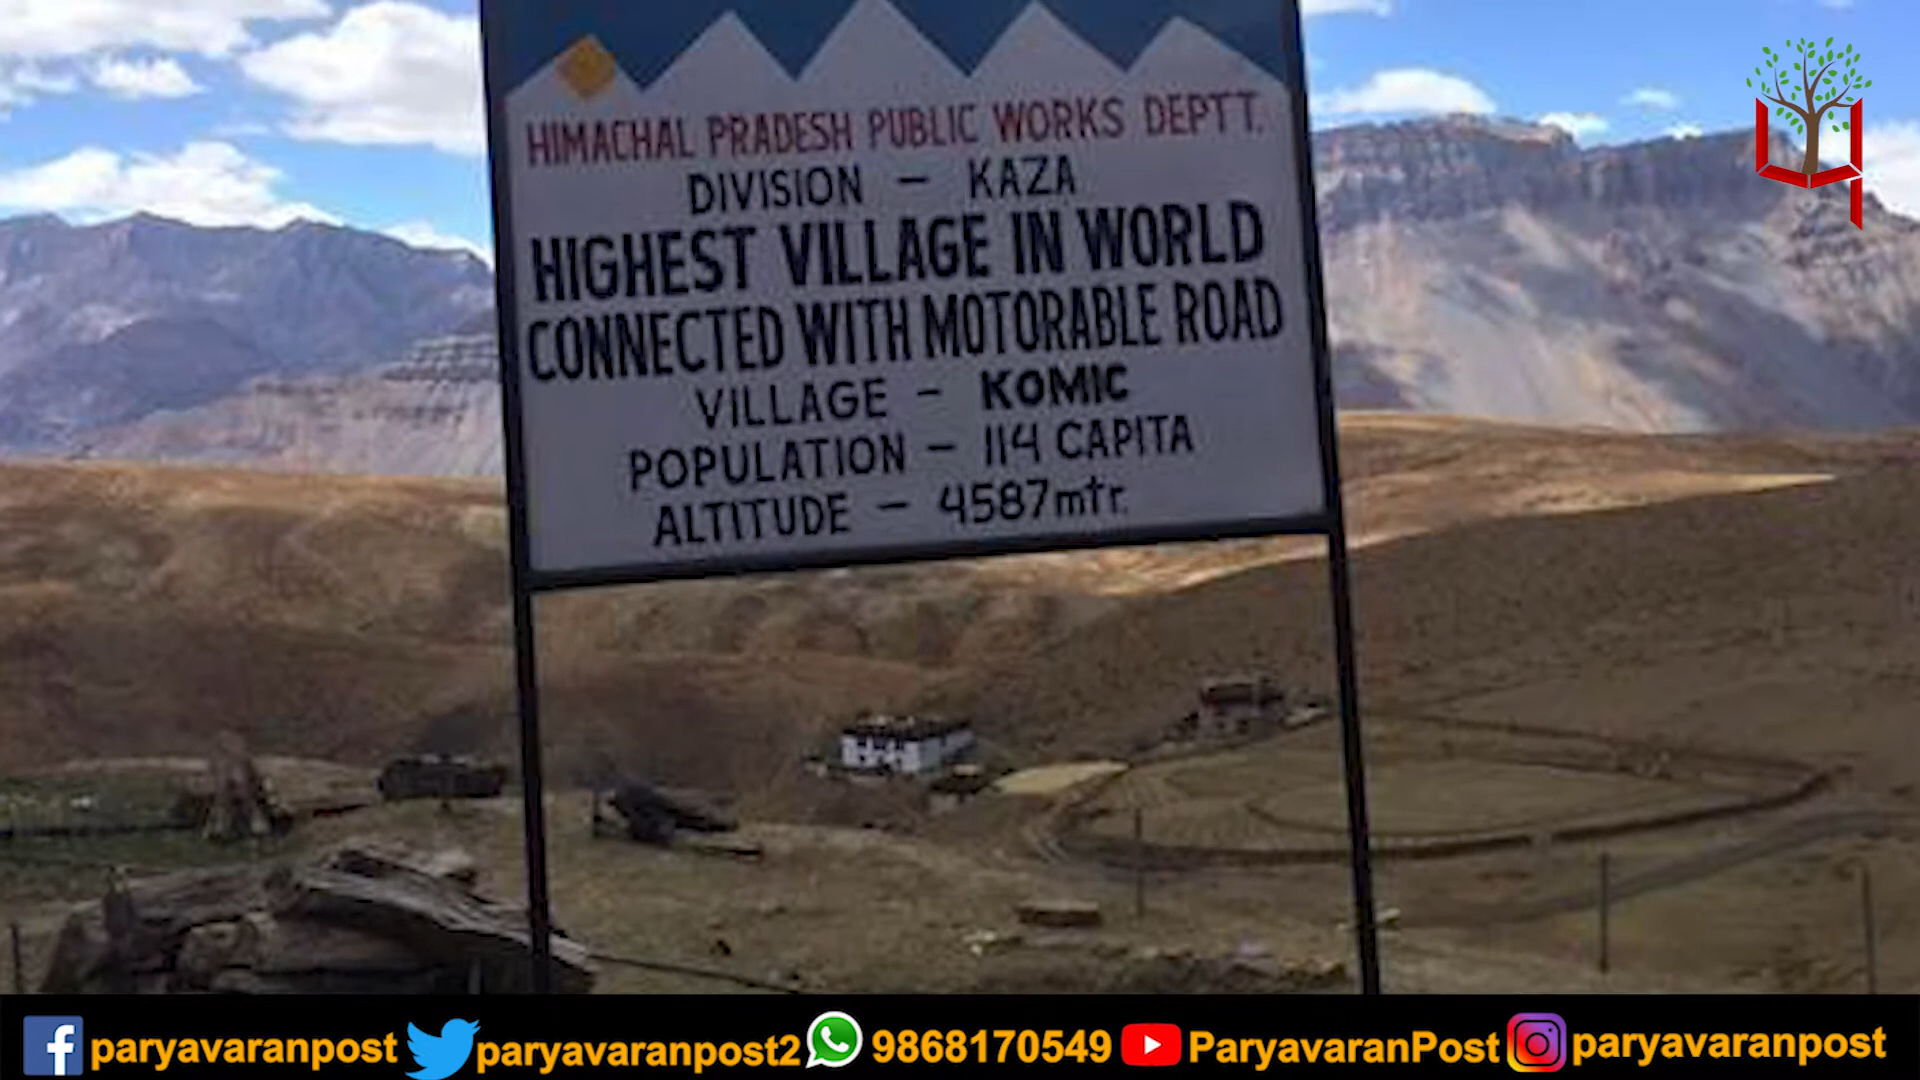 HIMACHAL PRADESH PUBLIC WORKS DEPTT.
DIVISION - KAZA
HIGHEST VILLAGE IN WORLD
CONNECTED WITH MOTORABLE ROAD
VILLAGE - KOMIC
POPULATION - 114 CAPITA
ALTITUDE - 4587mtr.
paryavaranpost paryavaranpost2 9868170549 ParyavaranPost paryavaranpost